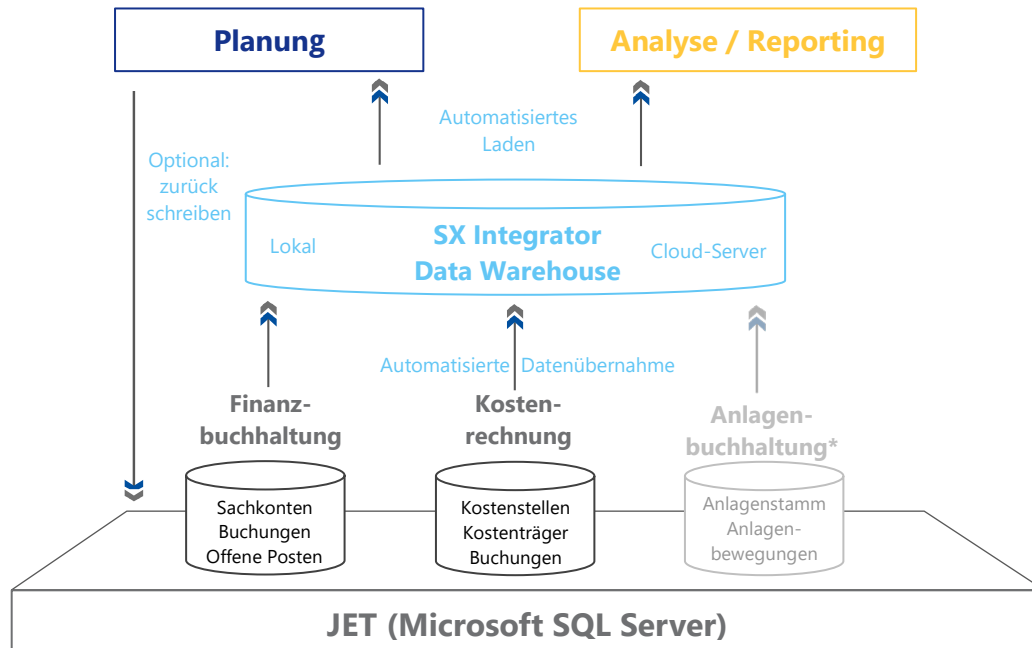 Planung
Analyse / Reporting
Automatisiertes
Laden
Optional:
zurück
schreiben
Lokal
SX Integrator
Data Warehouse
Cloud-Server
Automatisierte Datenübernahme
Finanz-
buchhaltung
Kosten-
rechnung
Anlagen-
buchhaltung*
Sachkonten
Buchungen
Offene Posten
Kostenstellen
Kostenträger
Buchungen
Anlagenstamm
Anlagen-
bewegungen
JET (Microsoft SQL Server)